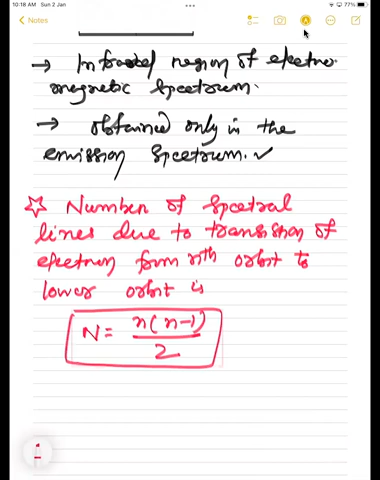 10:18 AM Sun 2 Jan
77%
Notes
→ Infrared region of electro-
magnetic Spectrum.
→ obtained only in the
emission Spectrum. ✓
☆ Number of Spectral
lines due to transition of
electron from nth orbit to
lower orbit is
N = n(n-1)/2